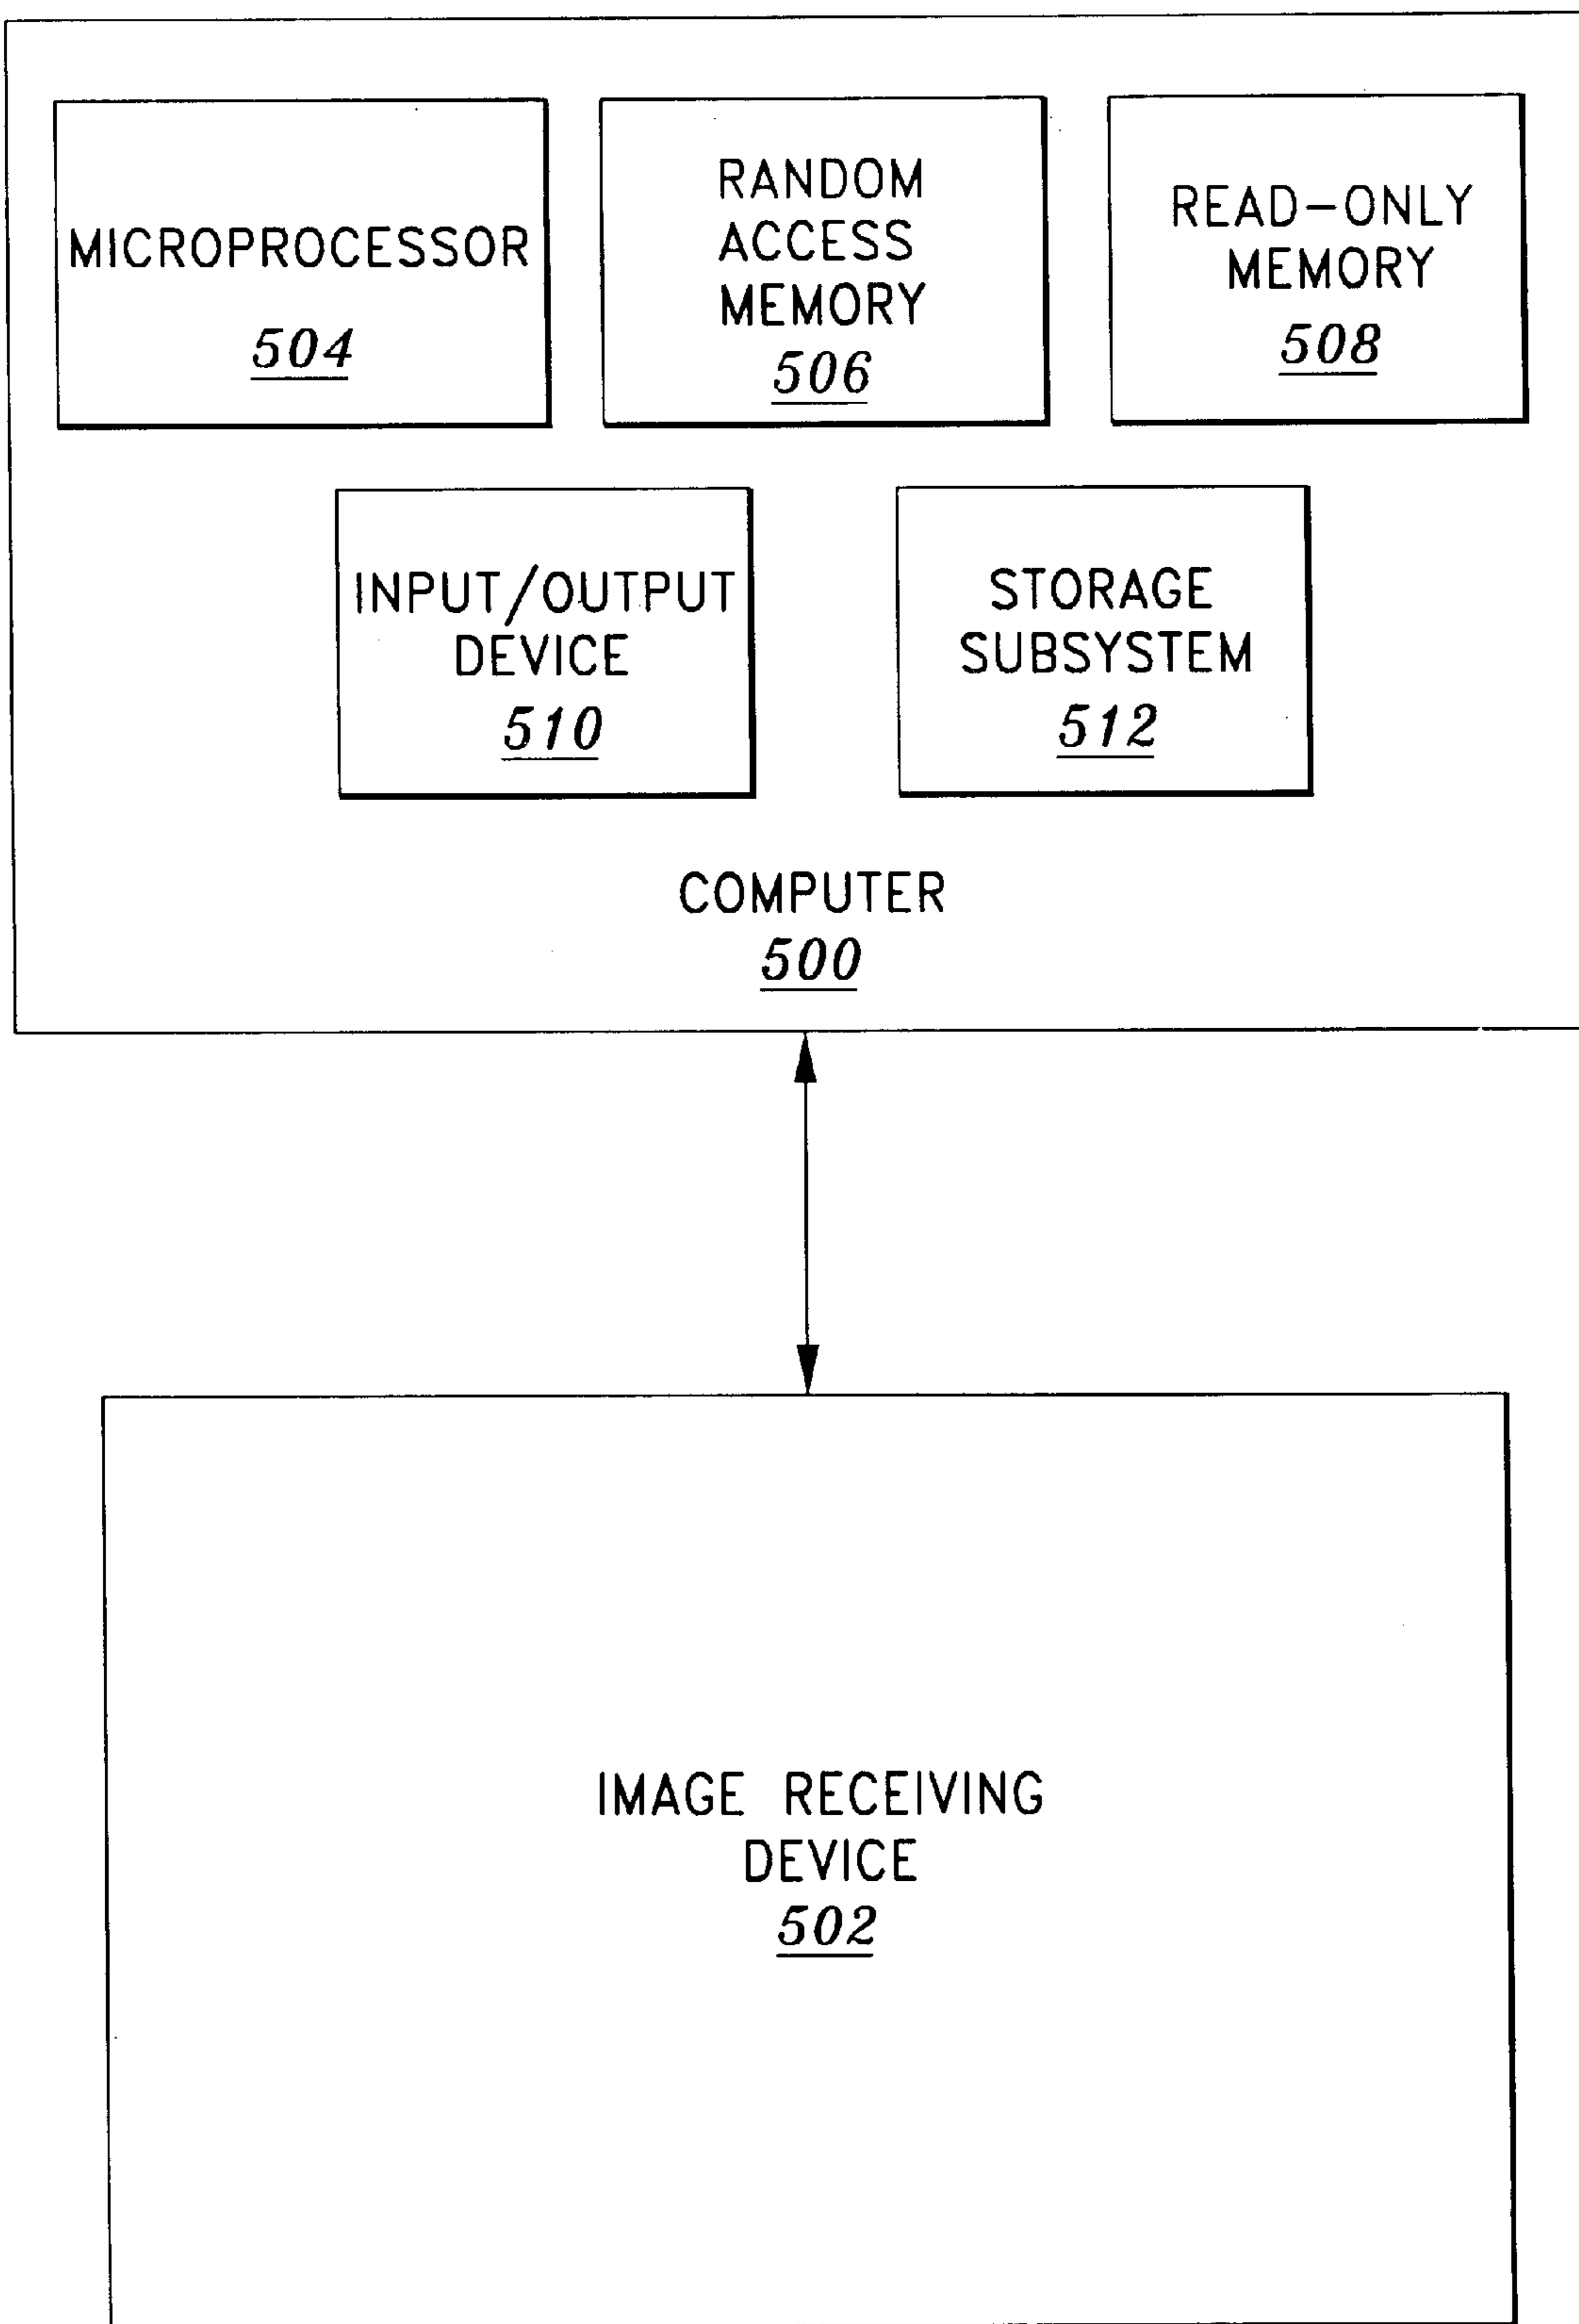 MICROPROCESSOR
504
RANDOM
ACCESS
MEMORY
506
READ-ONLY
MEMORY
508
INPUT/OUTPUT
DEVICE
510
STORAGE
SUBSYSTEM
512
COMPUTER
500
IMAGE RECEIVING
DEVICE
502